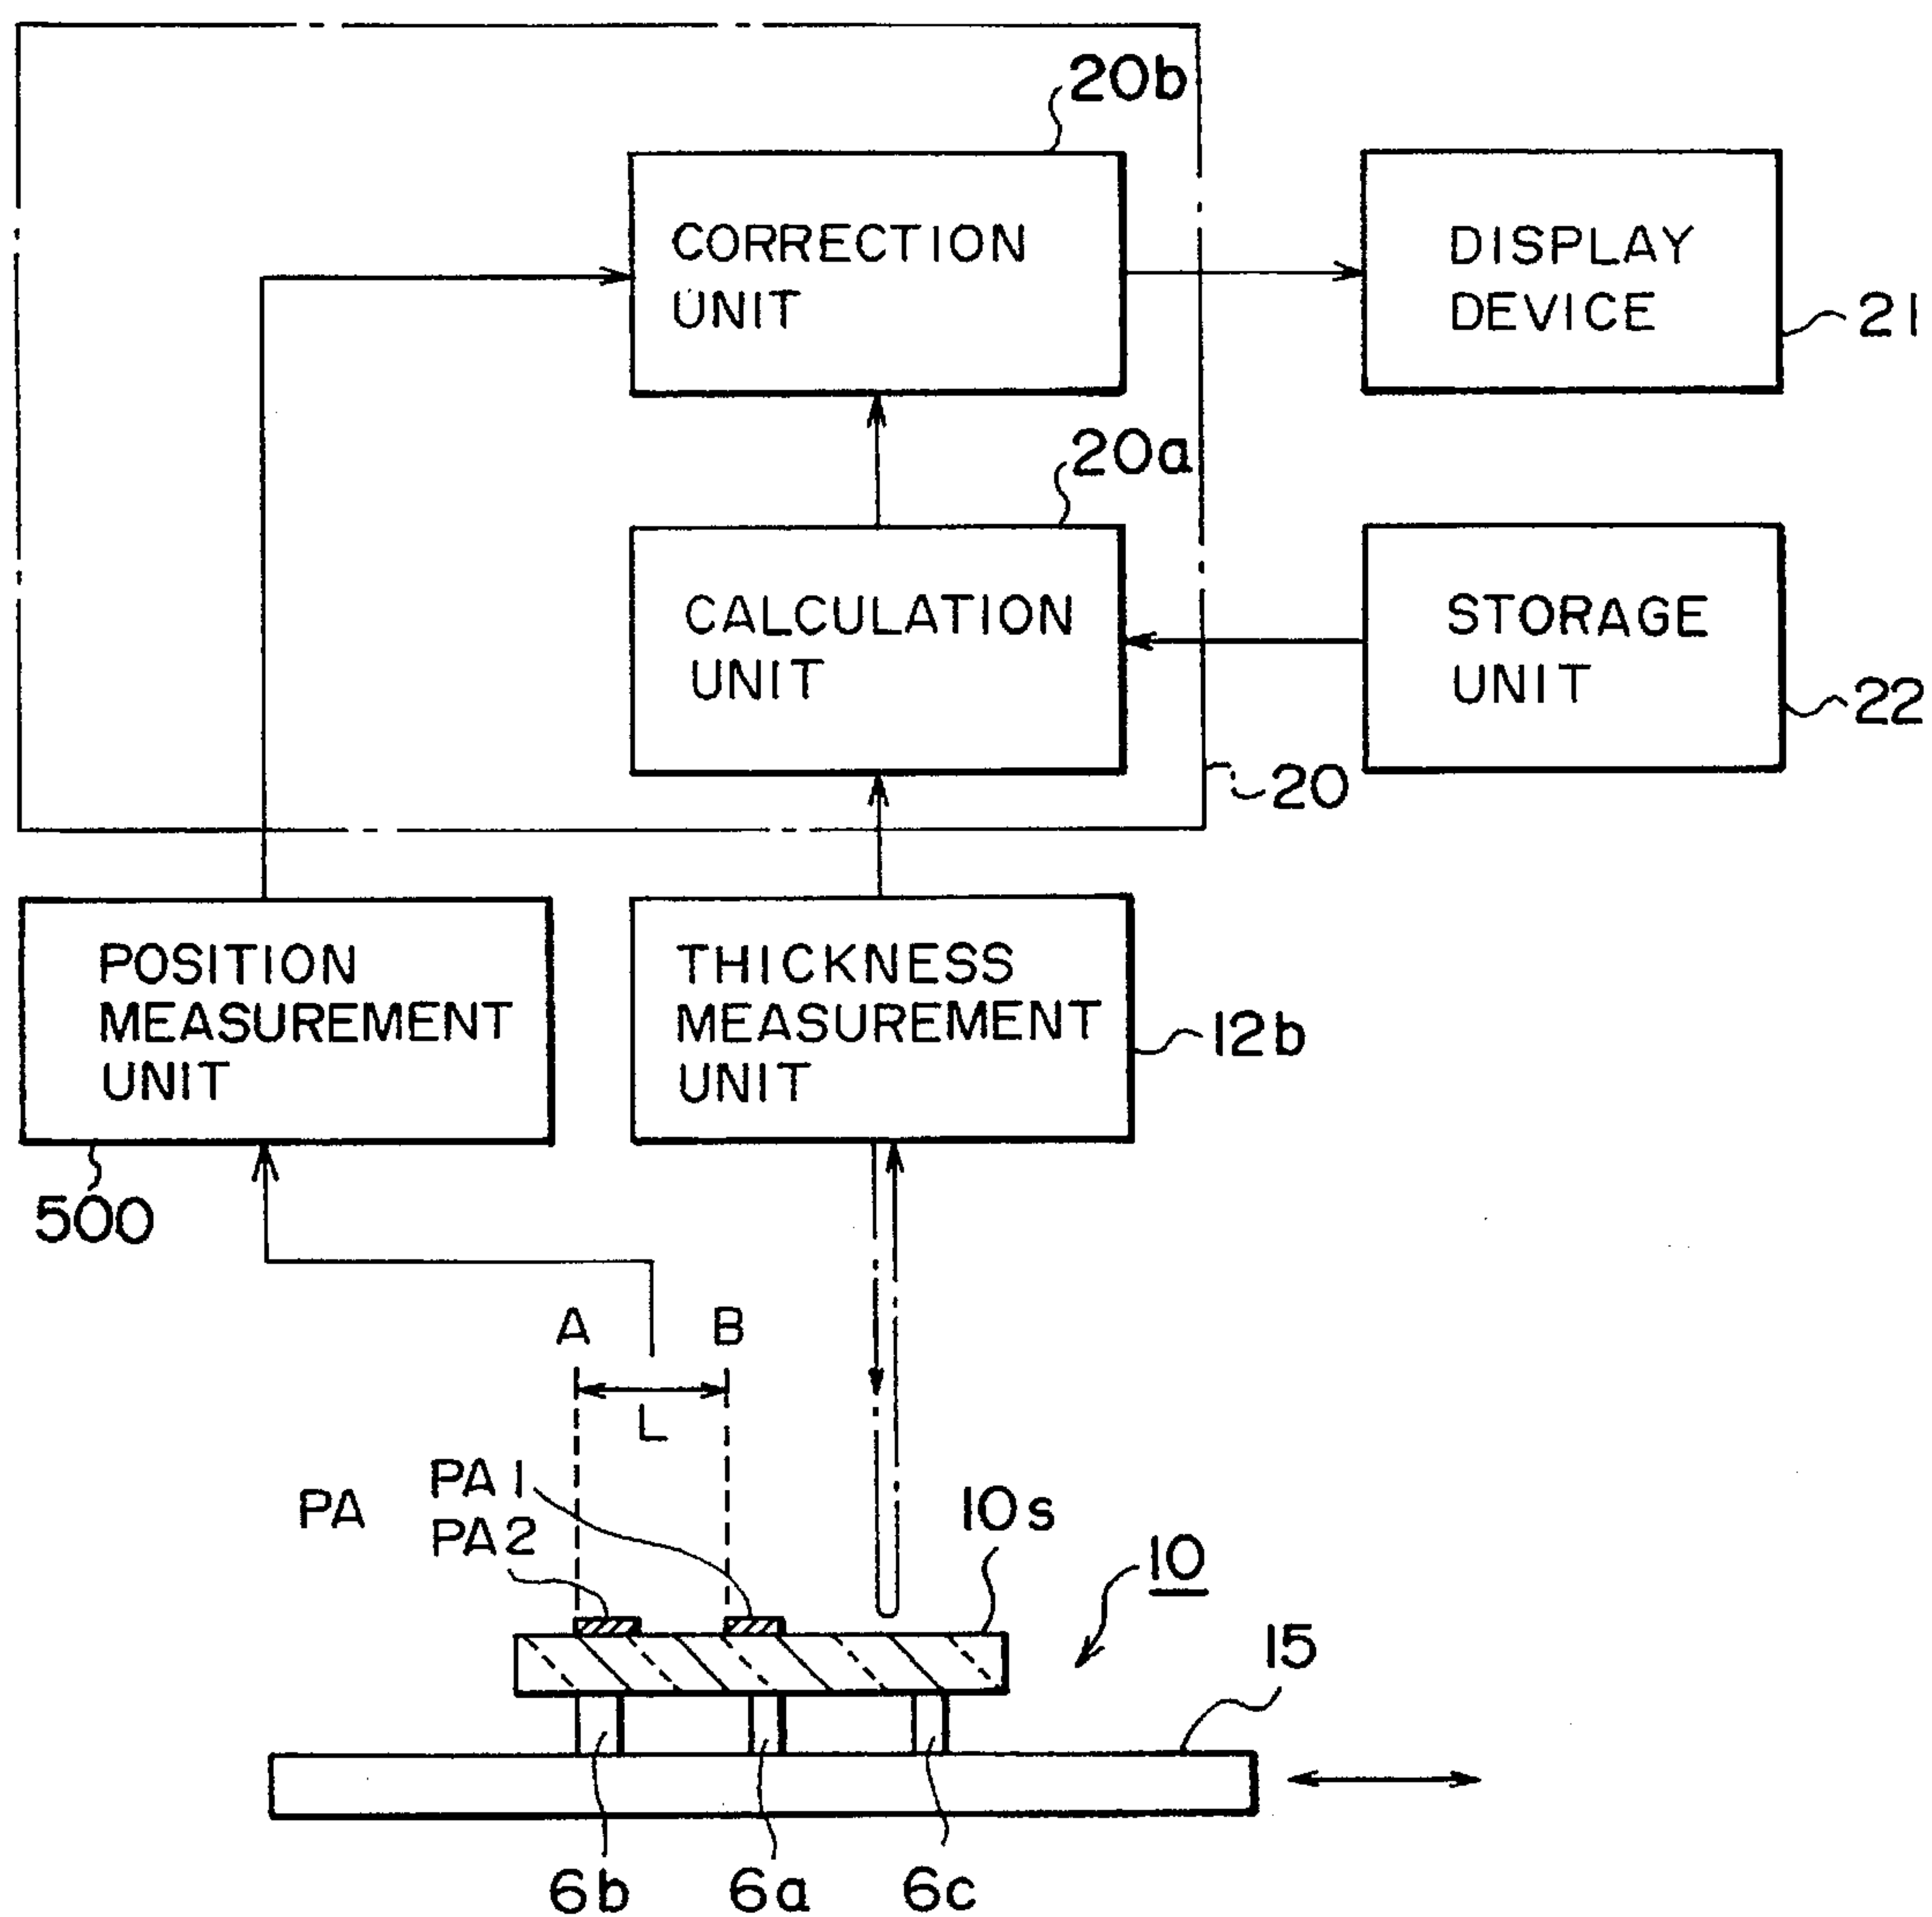 20b
CORRECTION
UNIT
DISPLAY
DEVICE
21
20a
CALCULATION
UNIT
STORAGE
UNIT
22
20
POSITION
MEASUREMENT
UNIT
THICKNESS
MEASUREMENT
UNIT
12b
500
A
B
L
PA
PA1
PA2
10s
10
15
6b
6a
6c